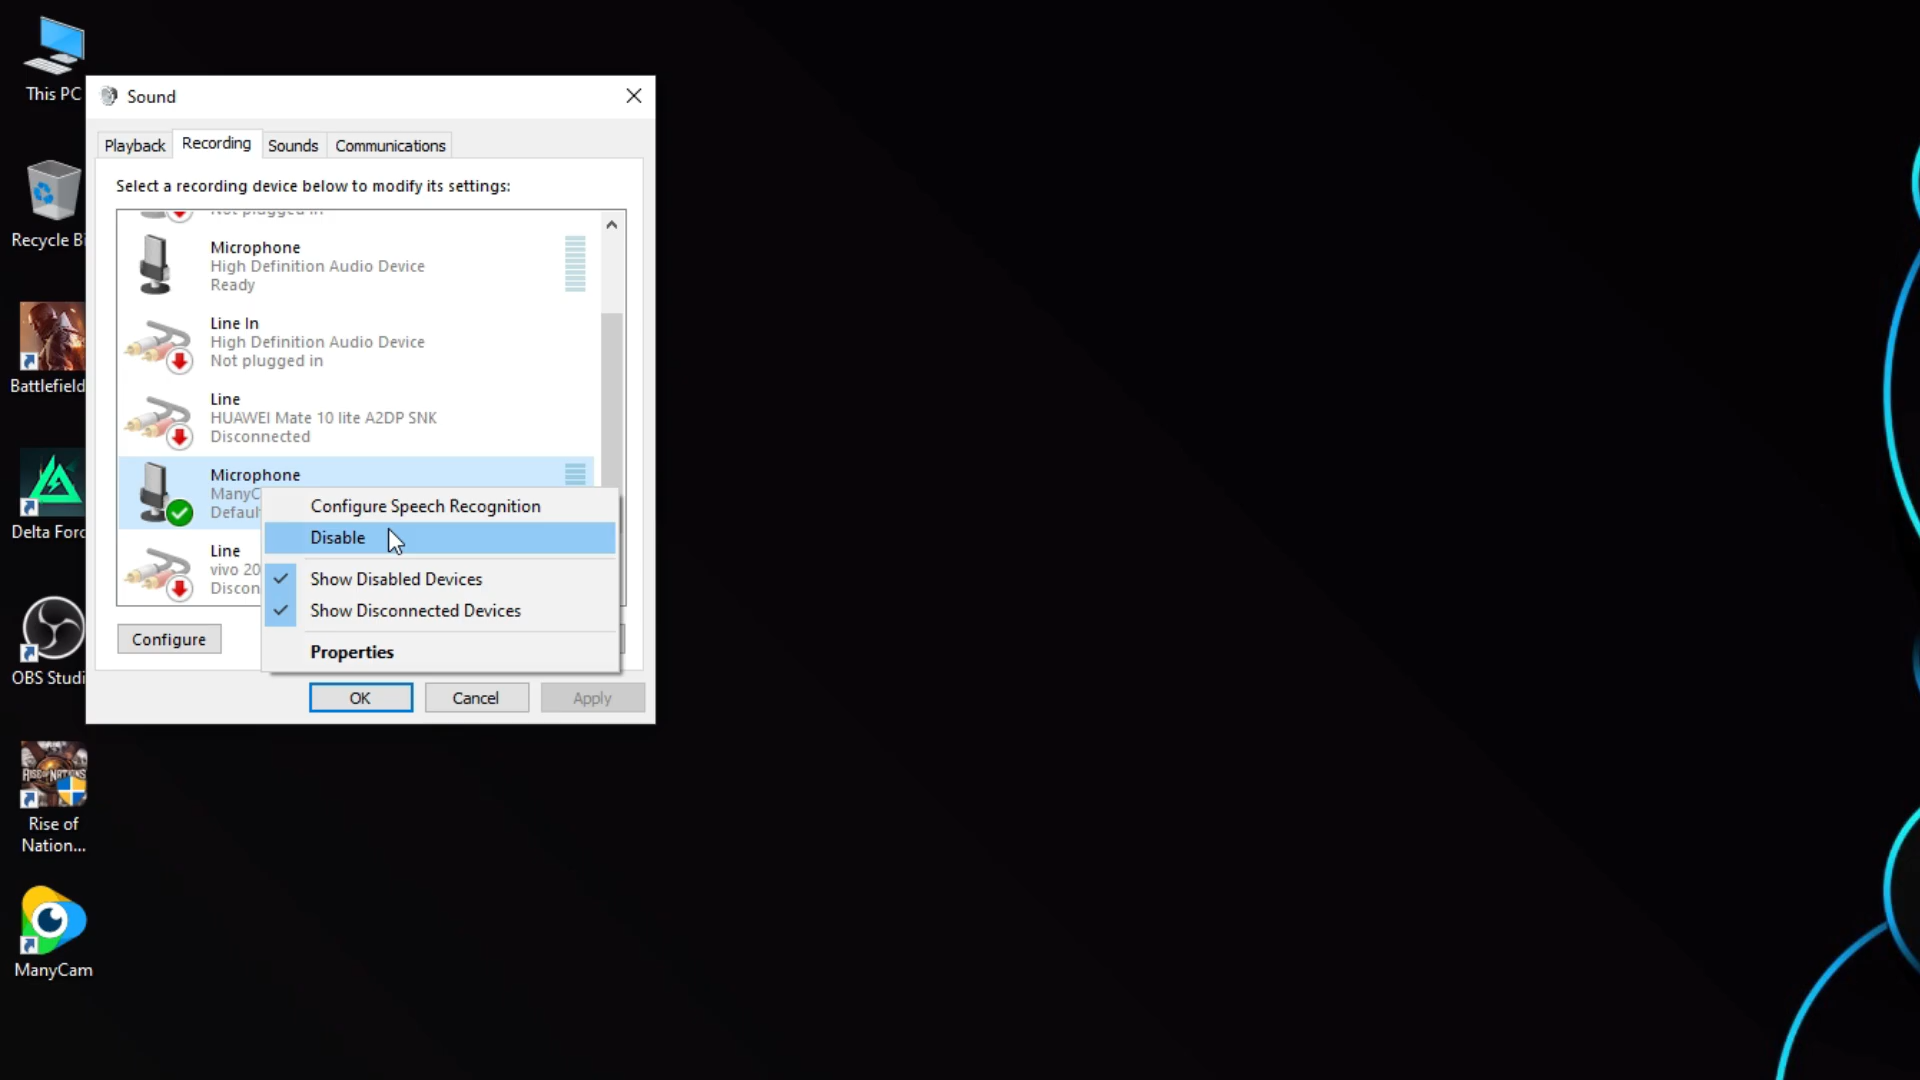 This PC
Recycle Bi
Battlefield
Delta Forc
OBS Studi
Rise of
Nation...
ManyCam
Sound
Playback
Recording
Sounds
Communications
Select a recording device below to modify its settings:
Not plugged in
Microphone
High Definition Audio Device
Ready
Line In
High Definition Audio Device
Not plugged in
Line
HUAWEI Mate 10 lite A2DP SNK
Disconnected
Microphone
ManyC
Defaul
Line
vivo 20
Discon
Configure Speech Recognition
Disable
Show Disabled Devices
Show Disconnected Devices
Properties
Configure
OK
Cancel
Apply